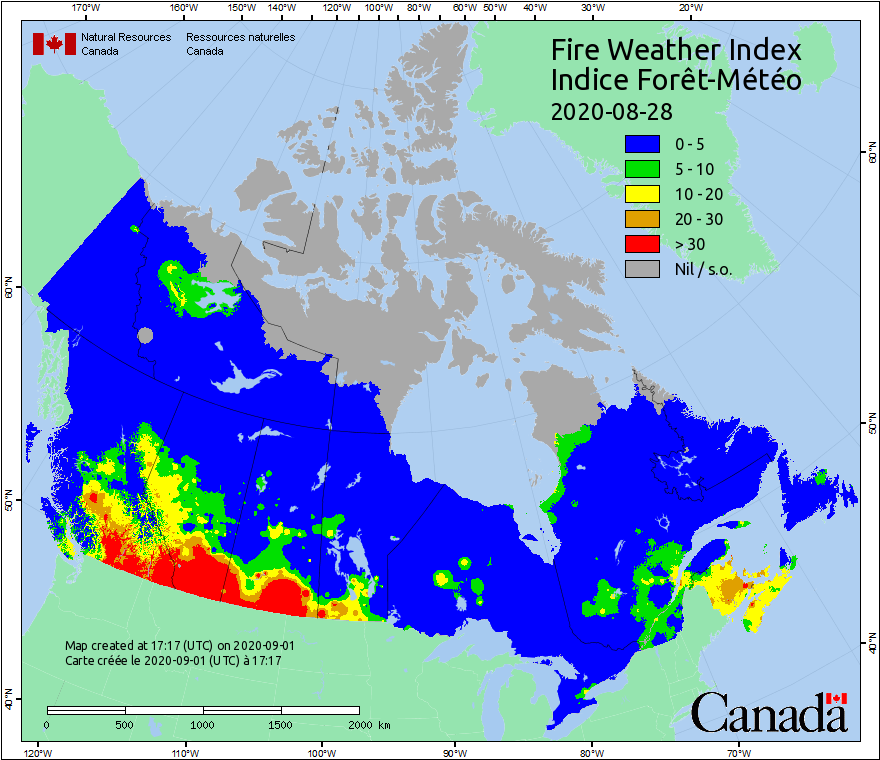 170°W 160°W 150°W 140°W 120°W 100°W 80°W 60°W 50°W 40°W 30°W 20°W
Natural Resources Ressources naturelles
Canada Canada
Fire Weather Index
Indice Forêt-Météo
2020-08-28
0 - 5
5 - 10
10 - 20
20 - 30
> 30
Nil / s.o.
60°N
60°N
50°N
50°N
40°N
40°N
Map created at 17:17 (UTC) on 2020-09-01
Carte créée le 2020-09-01 (UTC) à 17:17
0 500 1000 1500 2000 km
Canada
120°W 110°W 100°W 90°W 80°W 70°W